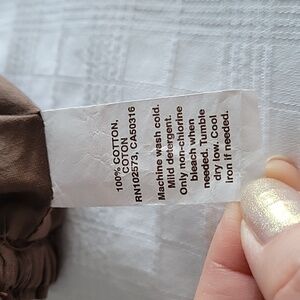 100% COTTON,
COTON
RN102573, CA50316
Machine wash cold.
Mild detergent.
Only non-chlorine
bleach when
needed. Tumble
dry low. Cool
Iron if needed.